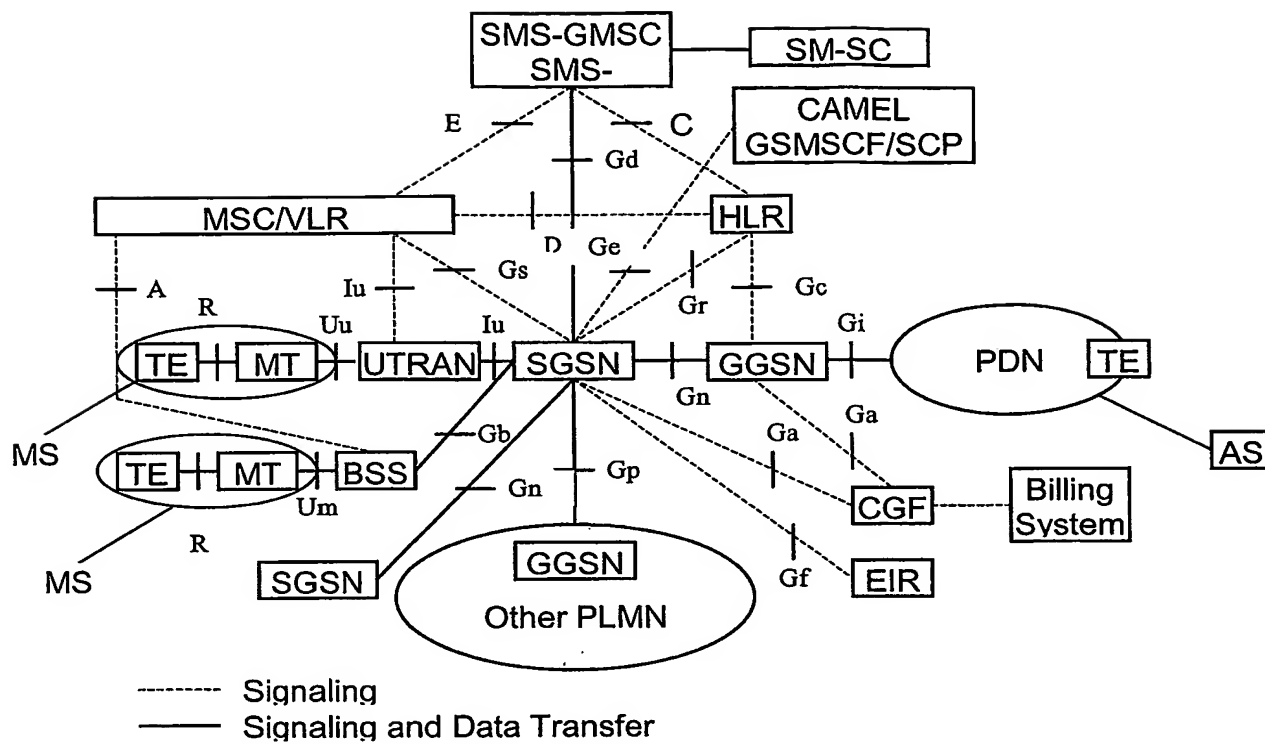 SMS-GMSC
SMS-
SM-SC
CAMEL
GSMSCF/SCP
E
C
Gd
MSC/VLR
HLR
D
Ge
A
Iu
Gs
Gr
Gc
R
Uu
Iu
Gi
TE
MT
UTRAN
SGSN
GGSN
PDN
TE
Gn
Ga
MS
Gb
Ga
AS
TE
MT
BSS
Gn
Gp
Um
CGF
Billing
System
R
MS
SGSN
GGSN
Gf
EIR
Other PLMN
Signaling
Signaling and Data Transfer